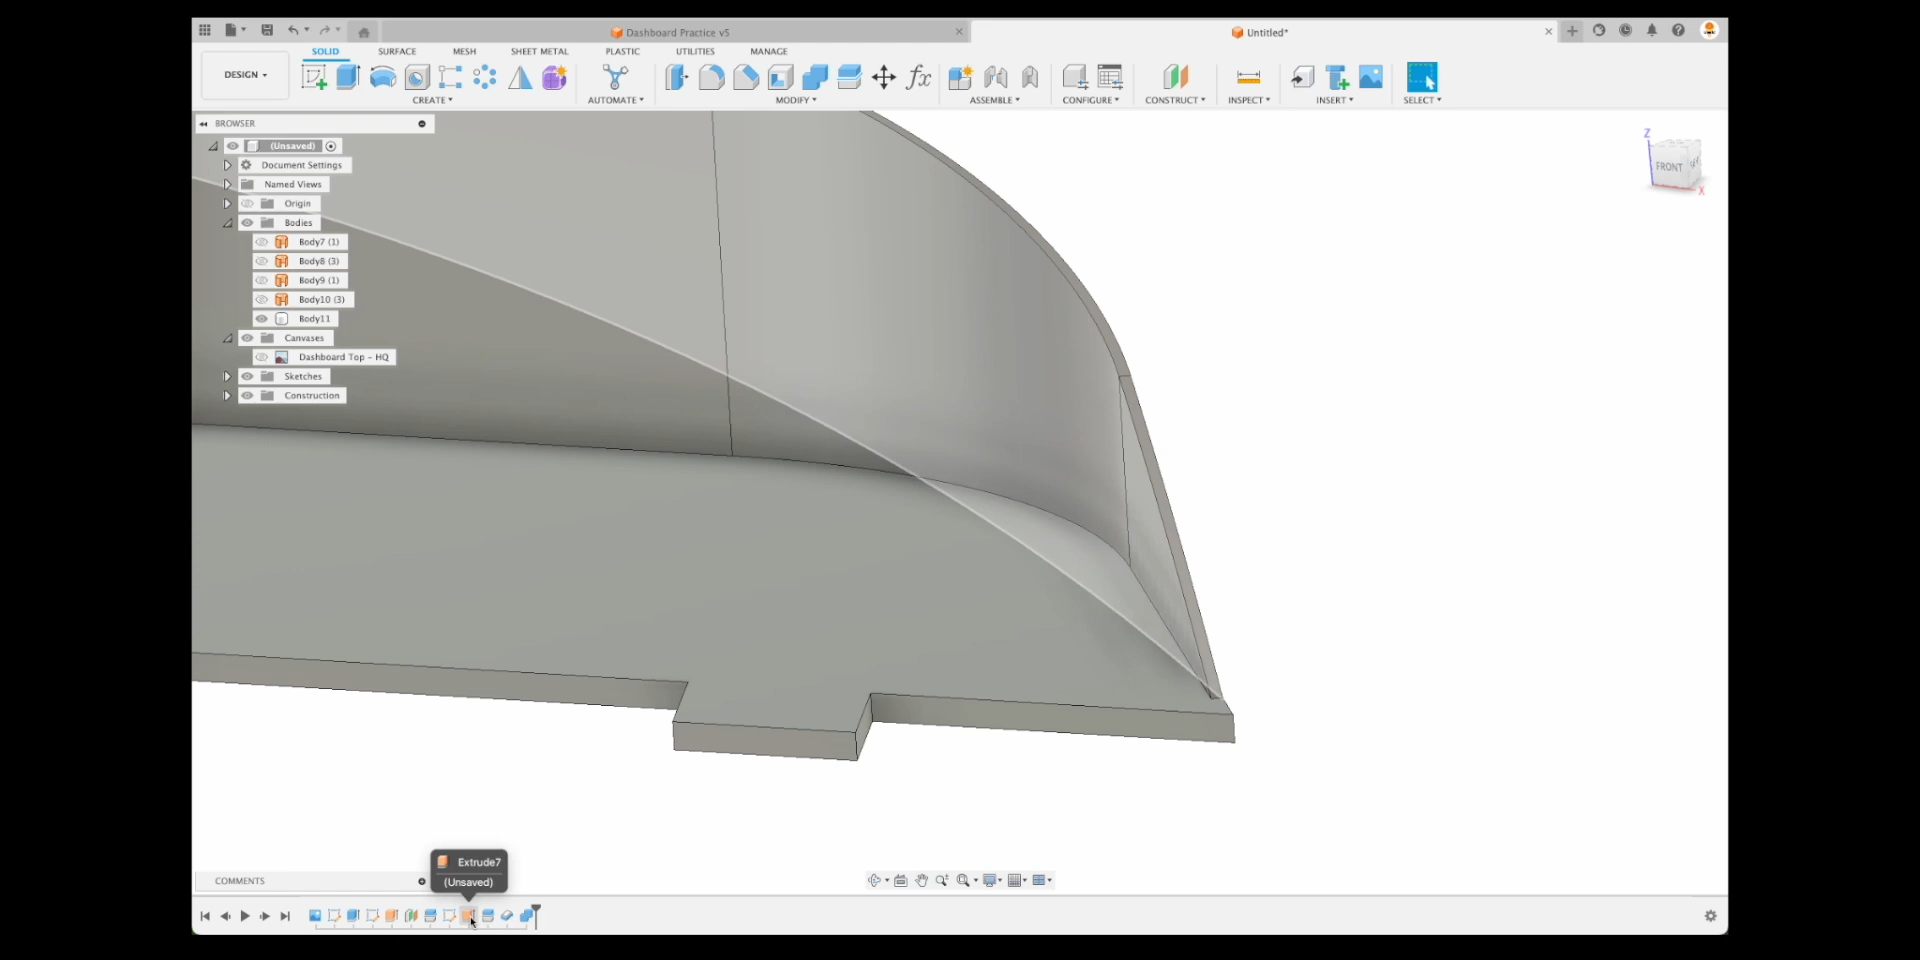 Dashboard Practice v5
Untitled*
DESIGN
SOLID
SURFACE
MESH
SHEET METAL
PLASTIC
UTILITIES
MANAGE
CREATE
AUTOMATE
MODIFY
ASSEMBLE
CONFIGURE
CONSTRUCT
INSPECT
INSERT
SELECT
fx
BROWSER
(Unsaved)
Document Settings
Named Views
Origin
Bodies
Body7 (1)
Body8 (3)
Body9 (1)
Body10 (3)
Body11
Canvases
Dashboard Top - HQ
Sketches
Construction
Z
FRONT
X
Extrude7
(Unsaved)
COMMENTS